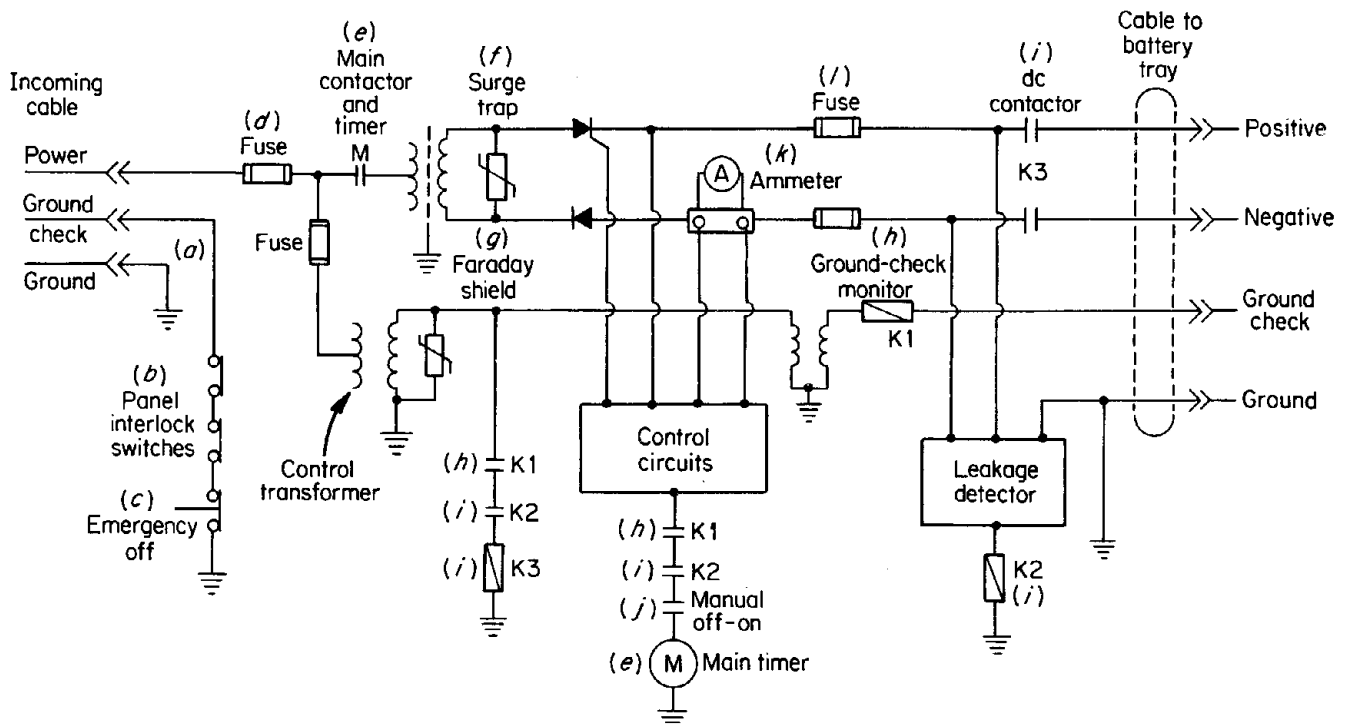 Incoming
cable
Power
Ground
check
Ground
(a)
(b)
Panel
interlock
switches
(c)
Emergency
off
(d)
Fuse
Fuse
Control
transformer
(e)
Main
contactor
and
timer
M
(f)
Surge
trap
(g)
Faraday
shield
(h) K1
(i) K2
(i) K3
A
(k)
Ammeter
Control
circuits
(h) K1
(i) K2
(j) Manual
off-on
(e) M Main timer
(l)
Fuse
(h)
Ground-check
monitor
K1
(i)
dc
contactor
K3
Leakage
detector
K2
(i)
Cable to
battery
tray
Positive
Negative
Ground
check
Ground